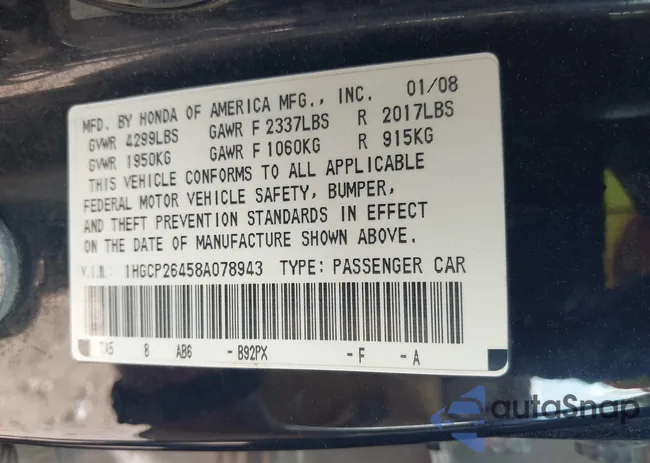 MFD. BY HONDA OF AMERICA MFG., INC. 01/08
GVWR 4299LBS GAWR F 2337LBS R 2017LBS
GVWR 1950KG GAWR F 1060KG R 915KG
THIS VEHICLE CONFORMS TO ALL APPLICABLE
FEDERAL MOTOR VEHICLE SAFETY, BUMPER,
AND THEFT PREVENTION STANDARDS IN EFFECT
ON THE DATE OF MANUFACTURE SHOWN ABOVE.
V.I.N.: 1HGCP26458A078943 TYPE: PASSENGER CAR
TA5 8 AB6 -B92PX -F -A
autoSnap